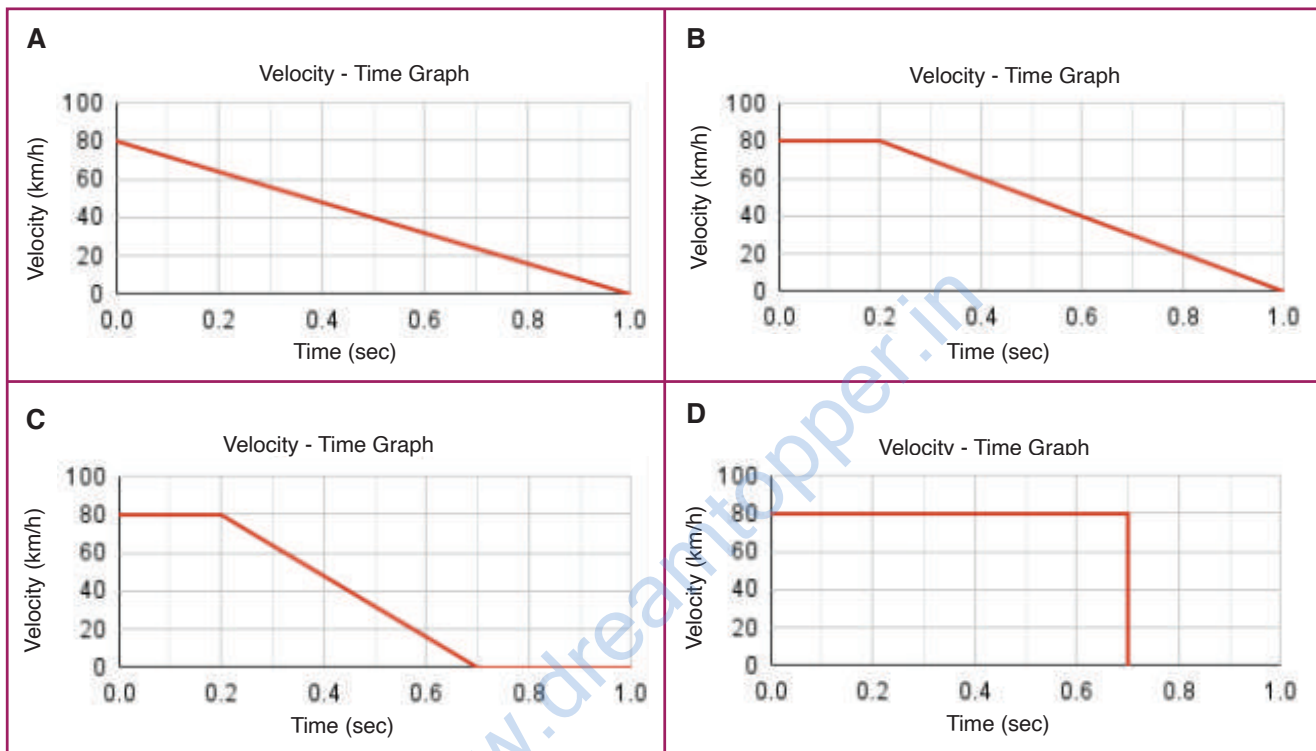 A
Velocity - Time Graph
Velocity (km/h)
100
80
60
40
20
0
0.0 0.2 0.4 0.6 0.8 1.0
Time (sec)
B
Velocity - Time Graph
Velocity (km/h)
100
80
60
40
20
0
0.0 0.2 0.4 0.6 0.8 1.0
Time (sec)
C
Velocity - Time Graph
Velocity (km/h)
100
80
60
40
20
0
0.0 0.2 0.4 0.6 0.8 1.0
Time (sec)
D
Velocity - Time Graph
Velocity (km/h)
100
80
60
40
20
0
0.0 0.2 0.4 0.6 0.8 1.0
Time (sec)
w.dreamtopper.in